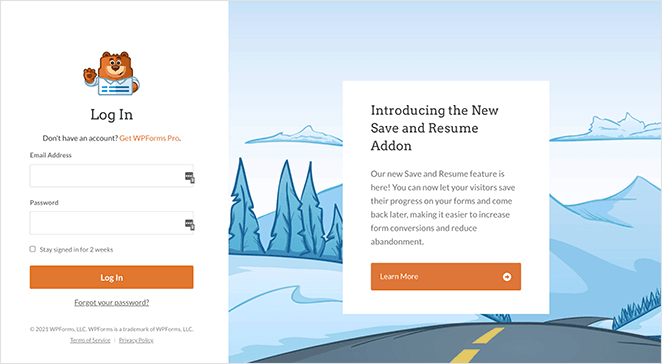 Log In
Don't have an account? Get WPForms Pro.
Email Address
Password
Stay signed in for 2 weeks
Log In
Forgot your password?
© 2021 WPForms, LLC. WPForms is a trademark of WPForms, LLC.
Terms of Service | Privacy Policy
Introducing the New
Save and Resume
Addon
Our new Save and Resume feature is
here! You can now let your visitors save
their progress on your forms and come
back later, making it easier to increase
form conversions and reduce
abandonment.
Learn More